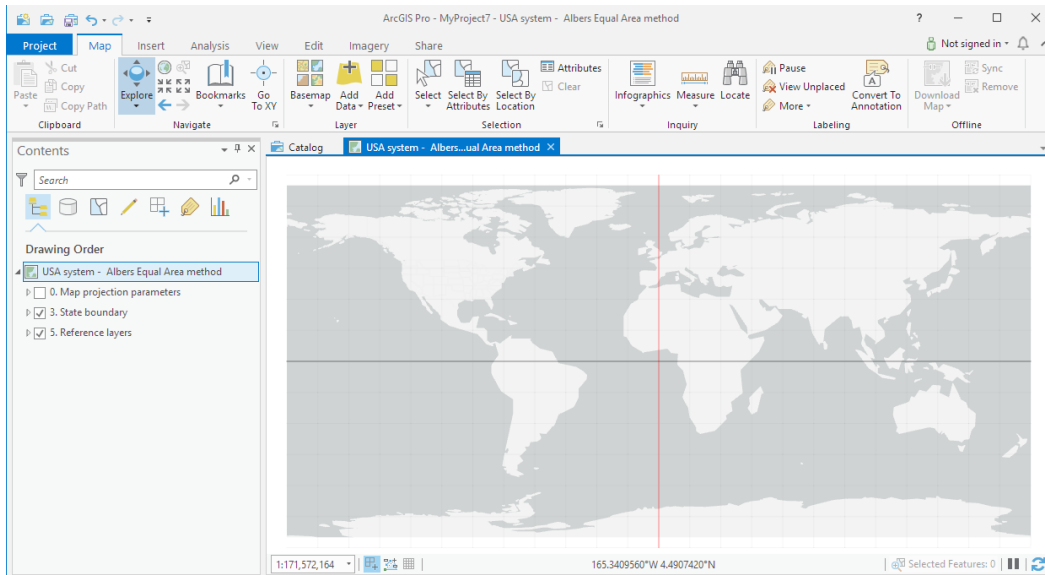 ArcGIS Pro - MyProject7 - USA system - Albers Equal Area method
?
Project Map Insert Analysis View Edit Imagery Share
Not signed in
Paste
Cut
Copy
Copy Path
Clipboard
Explore
Bookmarks
Go To XY
Navigate
Basemap
Add Data
Add Preset
Layer
Select
Select By Attributes
Select By Location
Attributes
Clear
Selection
Infographics
Measure
Locate
Inquiry
Pause
View Unplaced
More
Convert To Annotation
Labeling
Download Map
Sync
Remove
Offline
Contents
Search
Drawing Order
USA system - Albers Equal Area method
0. Map projection parameters
3. State boundary
5. Reference layers
Catalog
USA system - Albers...ual Area method
1:171,572,164
165.3409560°W 4.4907420°N
Selected Features: 0